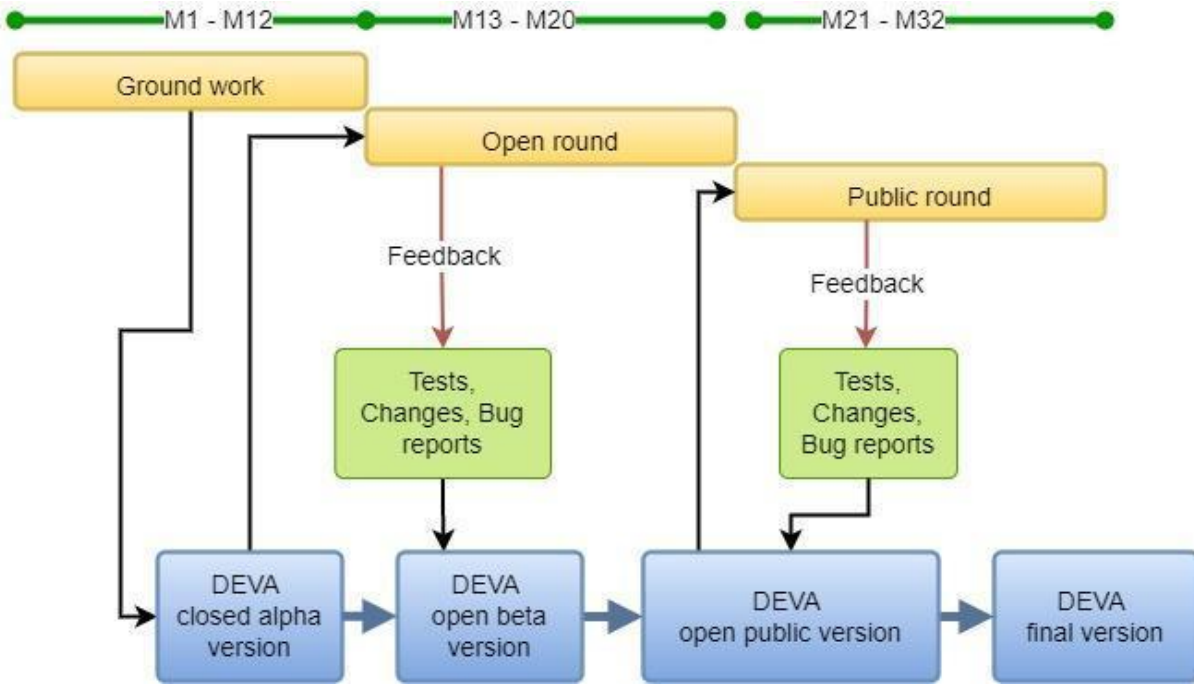 M1 - M12
M13 - M20
M21 - M32
Ground work
Open round
Public round
Feedback
Feedback
Tests,
Changes, Bug
reports
Tests,
Changes,
Bug reports
DEVA
closed alpha
version
DEVA
open beta
version
DEVA
open public version
DEVA
final version